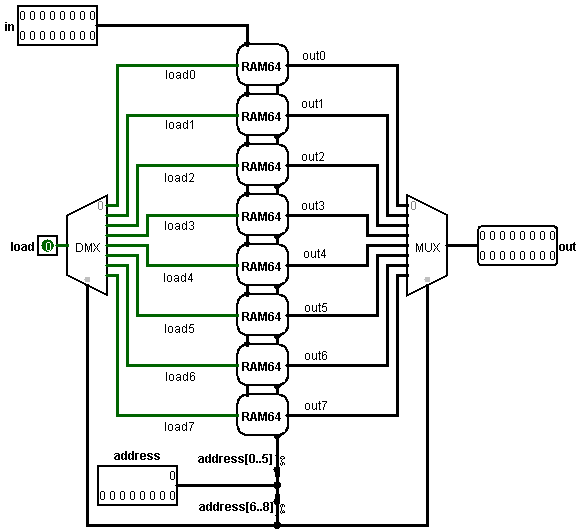 in
0 0 0 0 0 0 0 0
0 0 0 0 0 0 0 0
RAM64
load0
out0
RAM64
load1
out1
RAM64
load2
out2
RAM64
load3
out3
load
0
DMX
0
MUX
0
0 0 0 0 0 0 0 0
0 0 0 0 0 0 0 0
out
RAM64
load4
out4
RAM64
load5
out5
RAM64
load6
out6
RAM64
load7
out7
address
0
0 0 0 0 0 0 0 0
address[0..5]
address[6..8]